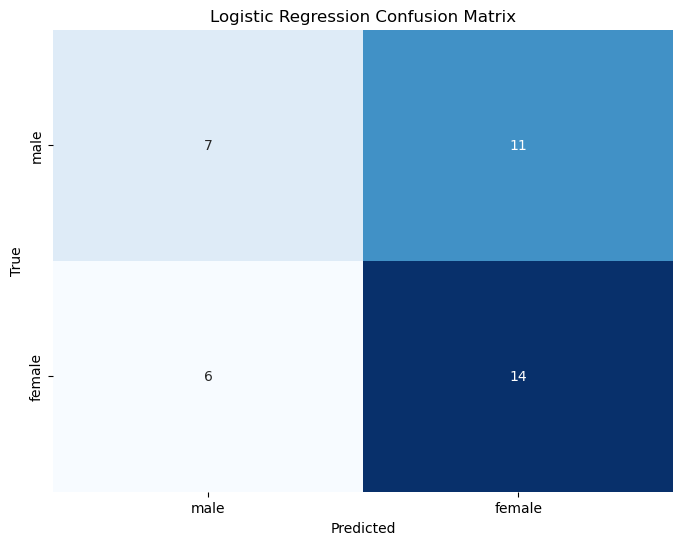 Logistic Regression Confusion Matrix
True
male
7
11
female
6
14
male
female
Predicted